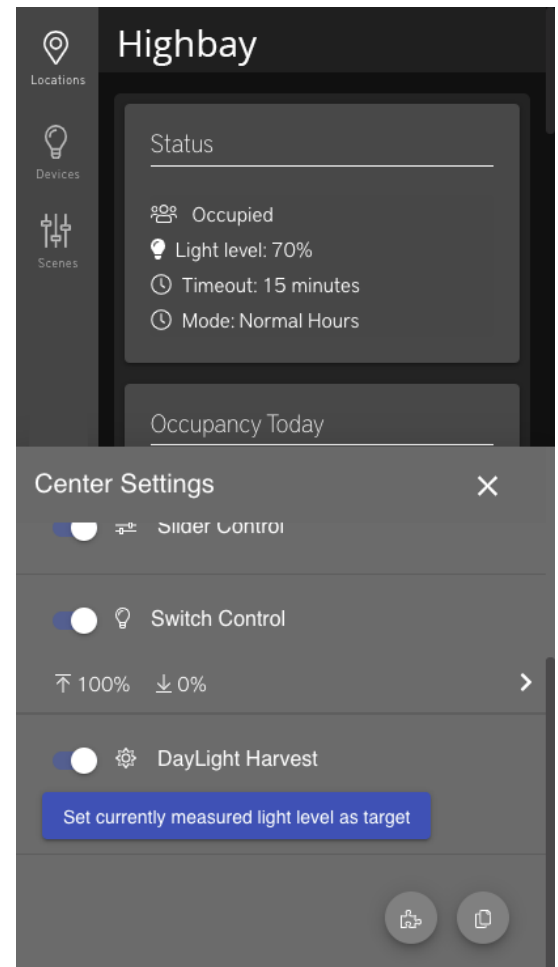 Highbay
Locations
Status
Devices
Occupied
Light level: 70%
Scenes
Timeout: 15 minutes
Mode: Normal Hours
Occupancy Today
Center Settings
Slider Control
Switch Control
100% 0%
DayLight Harvest
Set currently measured light level as target